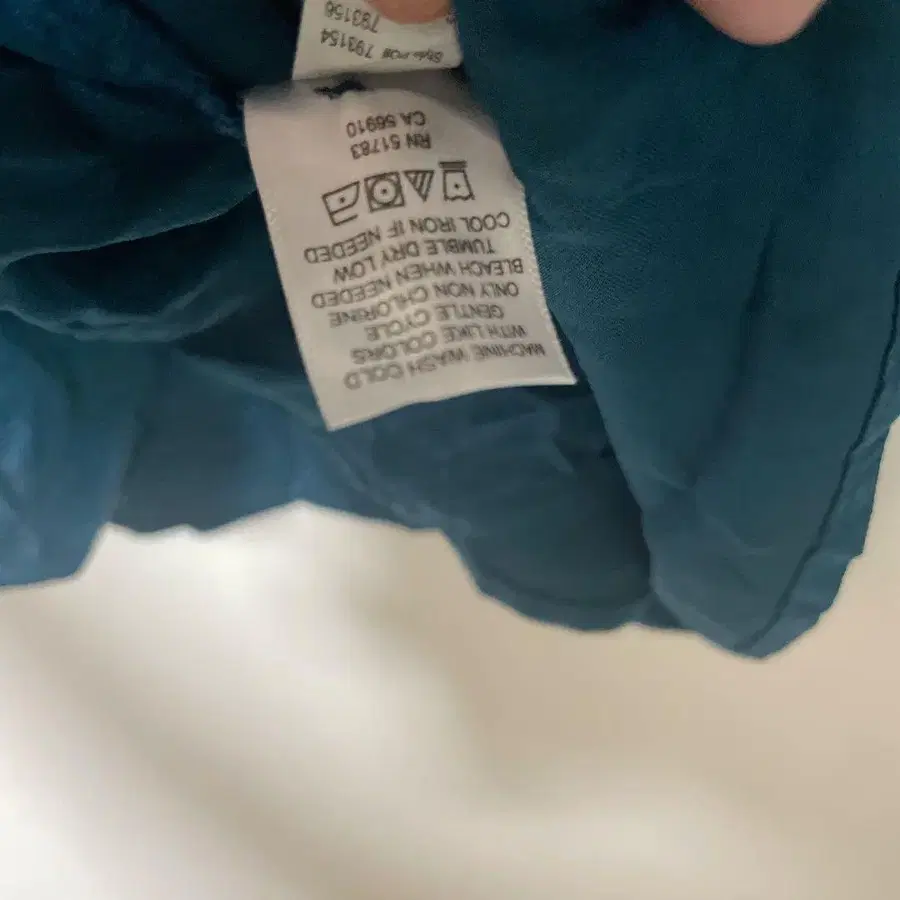 MACHINE WASH COLD
WITH LIKE COLORS
GENTLE CYCLE
ONLY NON CHLORINE
BLEACH WHEN NEEDED
TUMBLE DRY LOW
COOL IRON IF NEEDED
RN 51783
CA 56910
Style/PO# 793154
793156